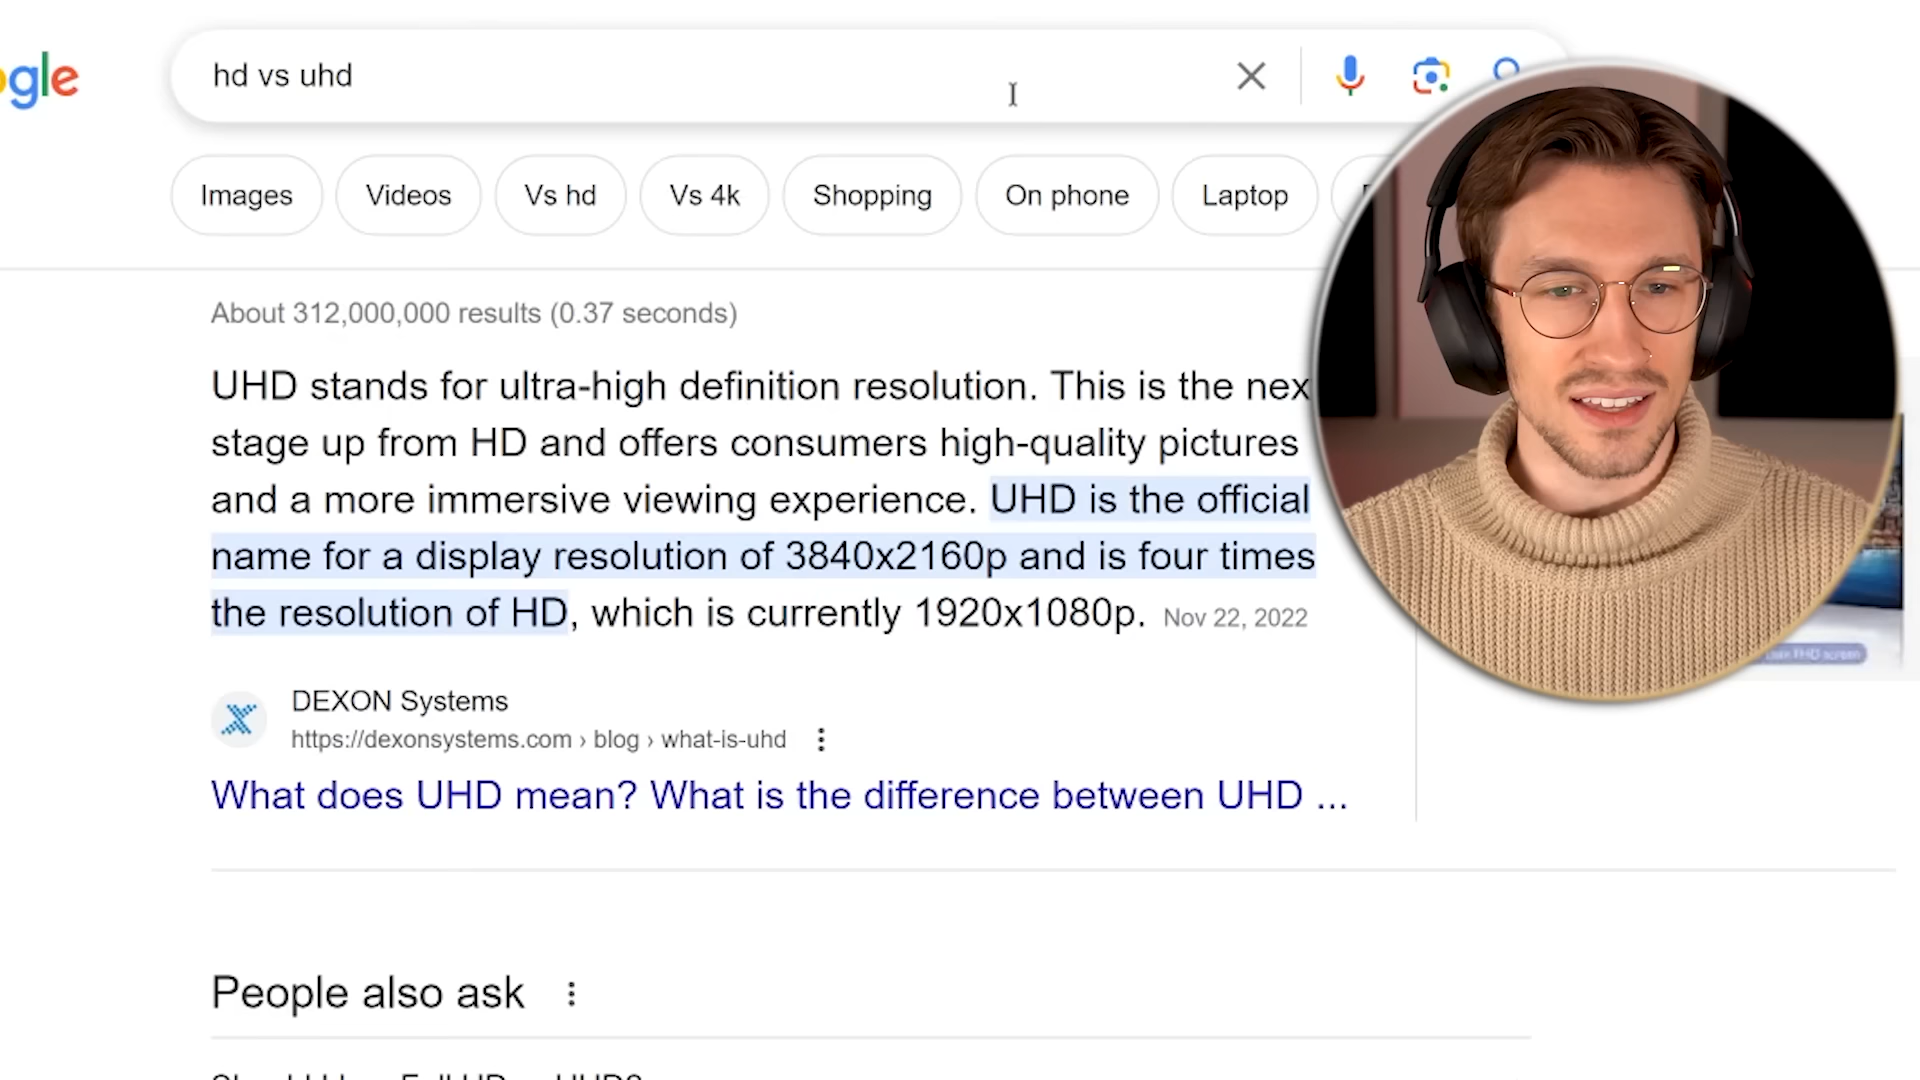 gle
hd vs uhd
Images Videos Vs hd Vs 4k Shopping On phone Laptop
About 312,000,000 results (0.37 seconds)
UHD stands for ultra-high definition resolution. This is the nex
stage up from HD and offers consumers high-quality pictures
and a more immersive viewing experience. UHD is the official
name for a display resolution of 3840x2160p and is four times
the resolution of HD, which is currently 1920x1080p. Nov 22, 2022
DEXON Systems
https://dexonsystems.com › blog › what-is-uhd
What does UHD mean? What is the difference between UHD ...
People also ask